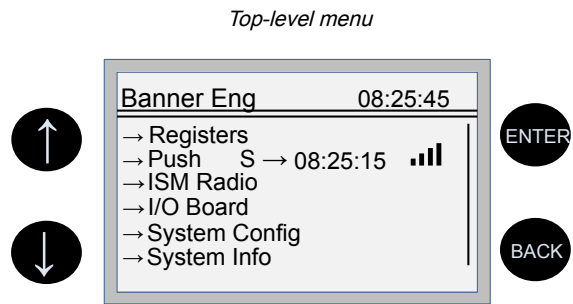 Top-level menu
Banner Eng 08:25:45
→ Registers
→ Push S → 08:25:15
→ ISM Radio
→ I/O Board
→ System Config
→ System Info
ENTER
BACK